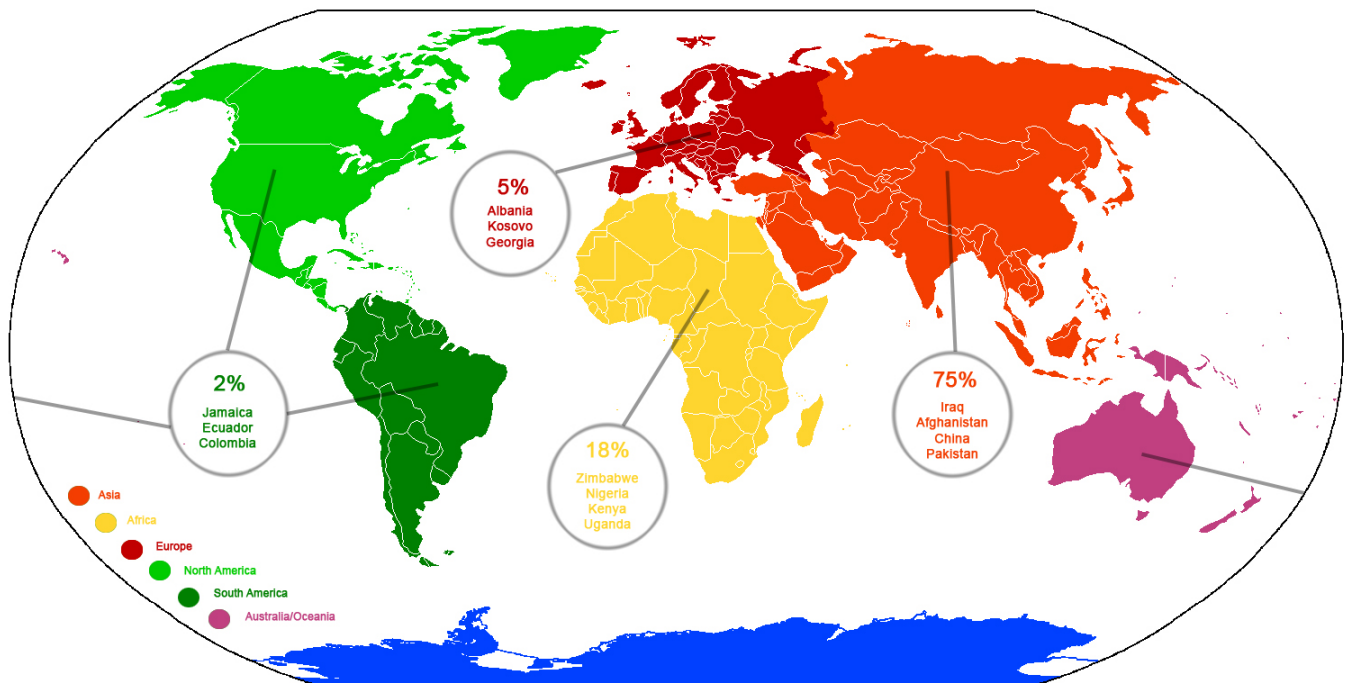 5%
Albania
Kosovo
Georgia
2%
Jamaica
Ecuador
Colombia
75%
Iraq
Afghanistan
China
Pakistan
18%
Zimbabwe
Nigeria
Kenya
Uganda
Asia
Africa
Europe
North America
South America
Australia/Oceania